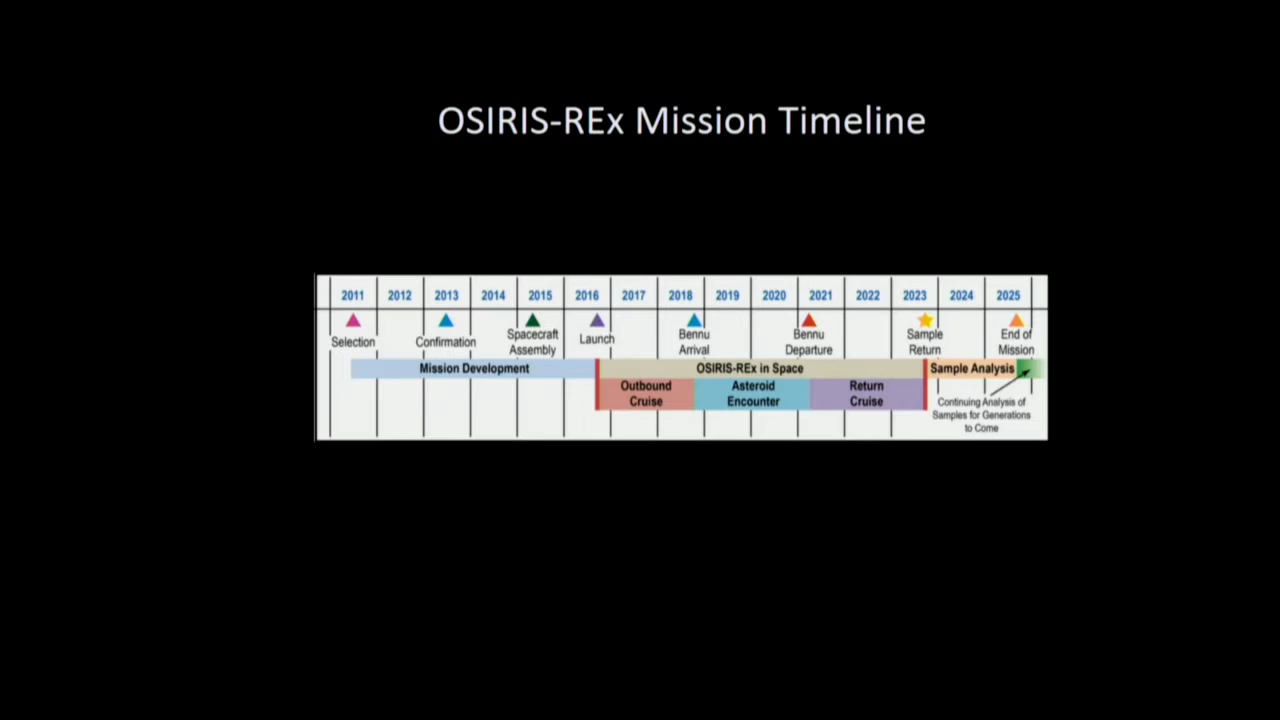 OSIRIS-REx Mission Timeline
2011 2012 2013 2014 2015 2016 2017 2018 2019 2020 2021 2022 2023 2024 2025
Selection
Confirmation
Spacecraft
Assembly
Launch
Bennu
Arrival
Bennu
Departure
Sample
Return
End of
Mission
Mission Development
OSIRIS-REx in Space
Sample Analysis
Outbound
Cruise
Asteroid
Encounter
Return
Cruise
Continuing Analysis of
Samples for Generations
to Come